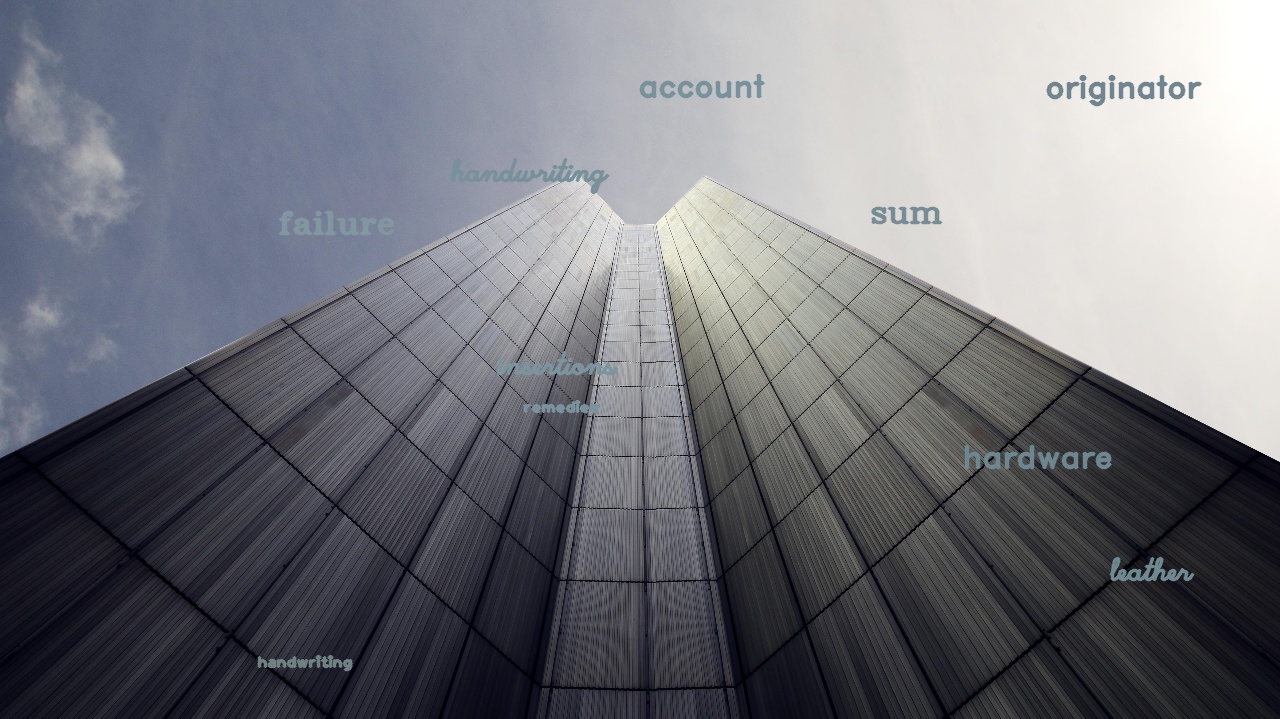 account
originator
handwriting
failure
sum
insertions
remedies
hardware
leather
handwriting